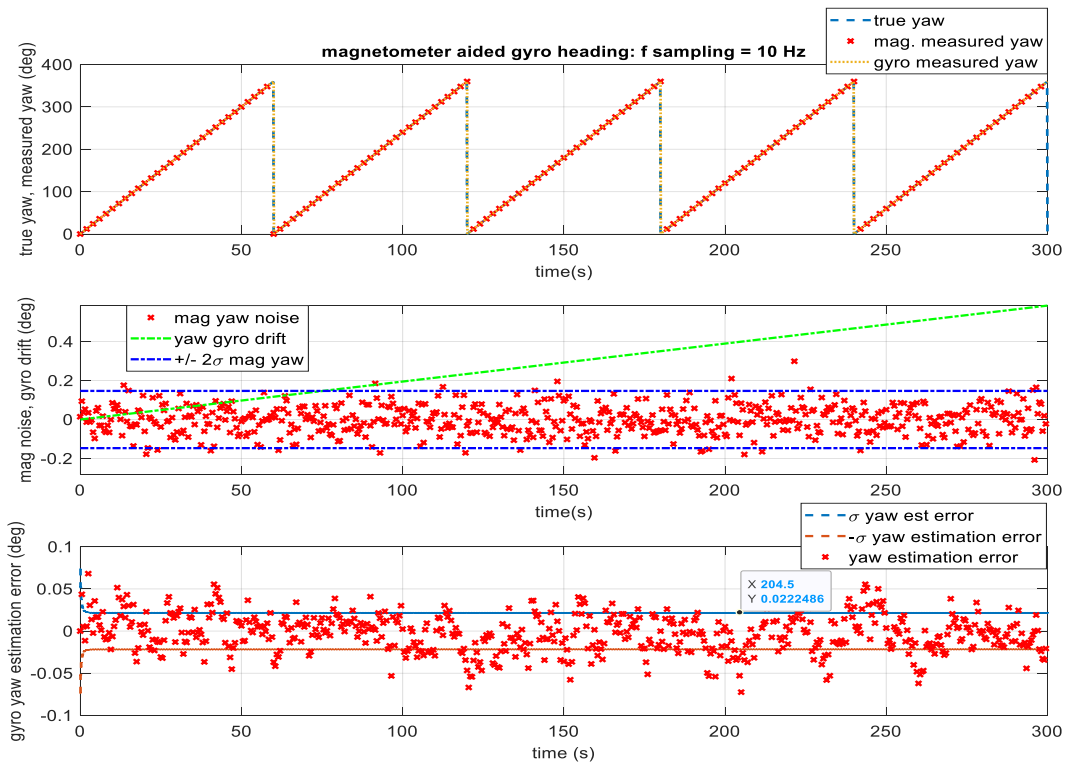 true yaw
mag. measured yaw
gyro measured yaw
magnetometer aided gyro heading: f sampling = 10 Hz
true yaw, measured yaw (deg)
400
300
200
100
0
0
50
100
150
200
250
300
time(s)
mag yaw noise
yaw gyro drift
+/- 2σ mag yaw
mag noise, gyro drift (deg)
0.4
0.2
0
-0.2
0
50
100
150
200
250
300
time(s)
σ yaw est error
-σ yaw estimation error
yaw estimation error
gyro yaw estimation error (deg)
0.1
0.05
0
-0.05
-0.1
X 204.5
Y 0.0222486
0
50
100
150
200
250
300
time (s)